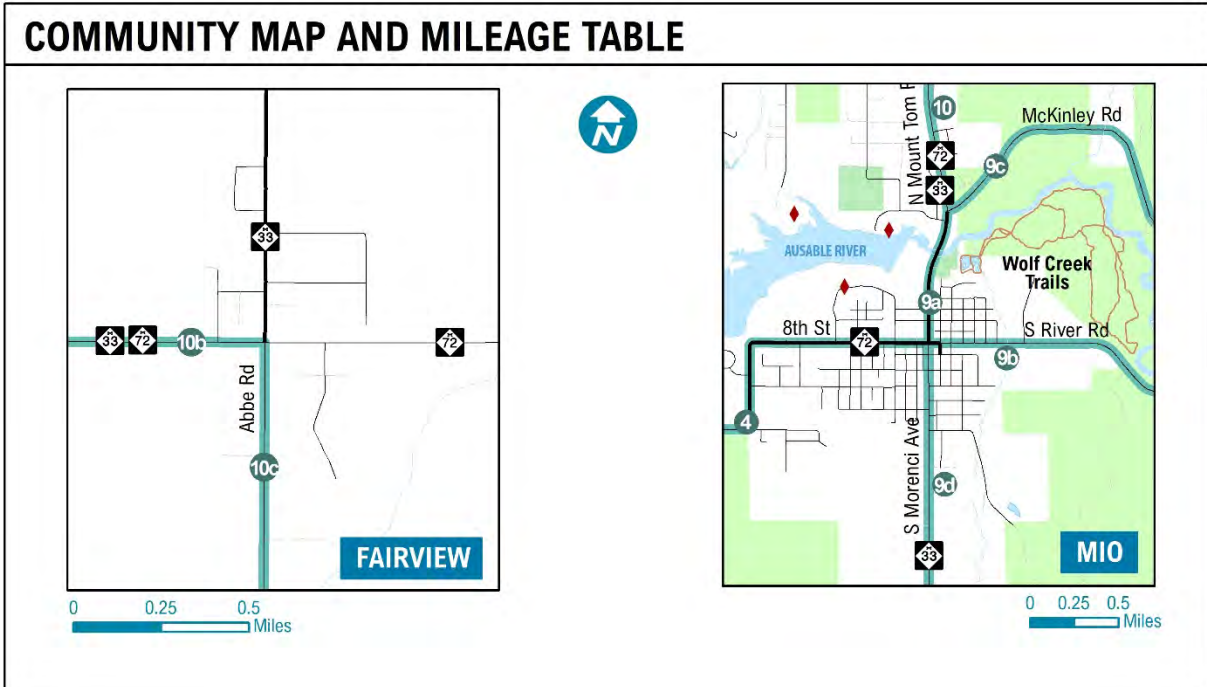 COMMUNITY MAP AND MILEAGE TABLE
M
33
M
33
M
72
10b
M
72
Abbe Rd
10c
FAIRVIEW
0 0.25 0.5
Miles
N
10
McKinley Rd
N Mount Tom R
M
72
9c
M
33
AUSABLE RIVER
Wolf Creek
Trails
9a
8th St
M
72
S River Rd
9b
4
S Morenci Ave
9d
M
33
MIO
0 0.25 0.5
Miles